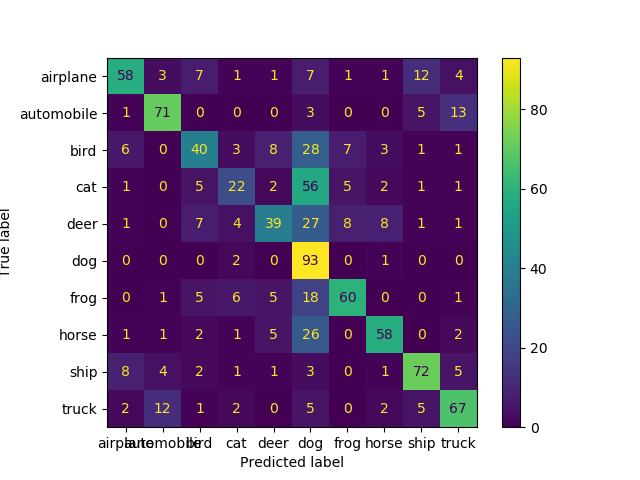 airplane 58 3 7 1 1 7 1 1 12 4
automobile 1 71 0 0 0 3 0 0 5 13
80
bird 6 0 40 3 8 28 7 3 1 1
cat 1 0 5 22 2 56 5 2 1 1
60
True label
deer 1 0 7 4 39 27 8 8 1 1
dog 0 0 0 2 0 93 0 1 0 0
40
frog 0 1 5 6 5 18 60 0 0 1
horse 1 1 2 1 5 26 0 58 0 2
20
ship 8 4 2 1 1 3 0 1 72 5
truck 2 12 1 2 0 5 0 2 5 67
0
airplane automobile bird cat deer dog frog horse ship truck
Predicted label